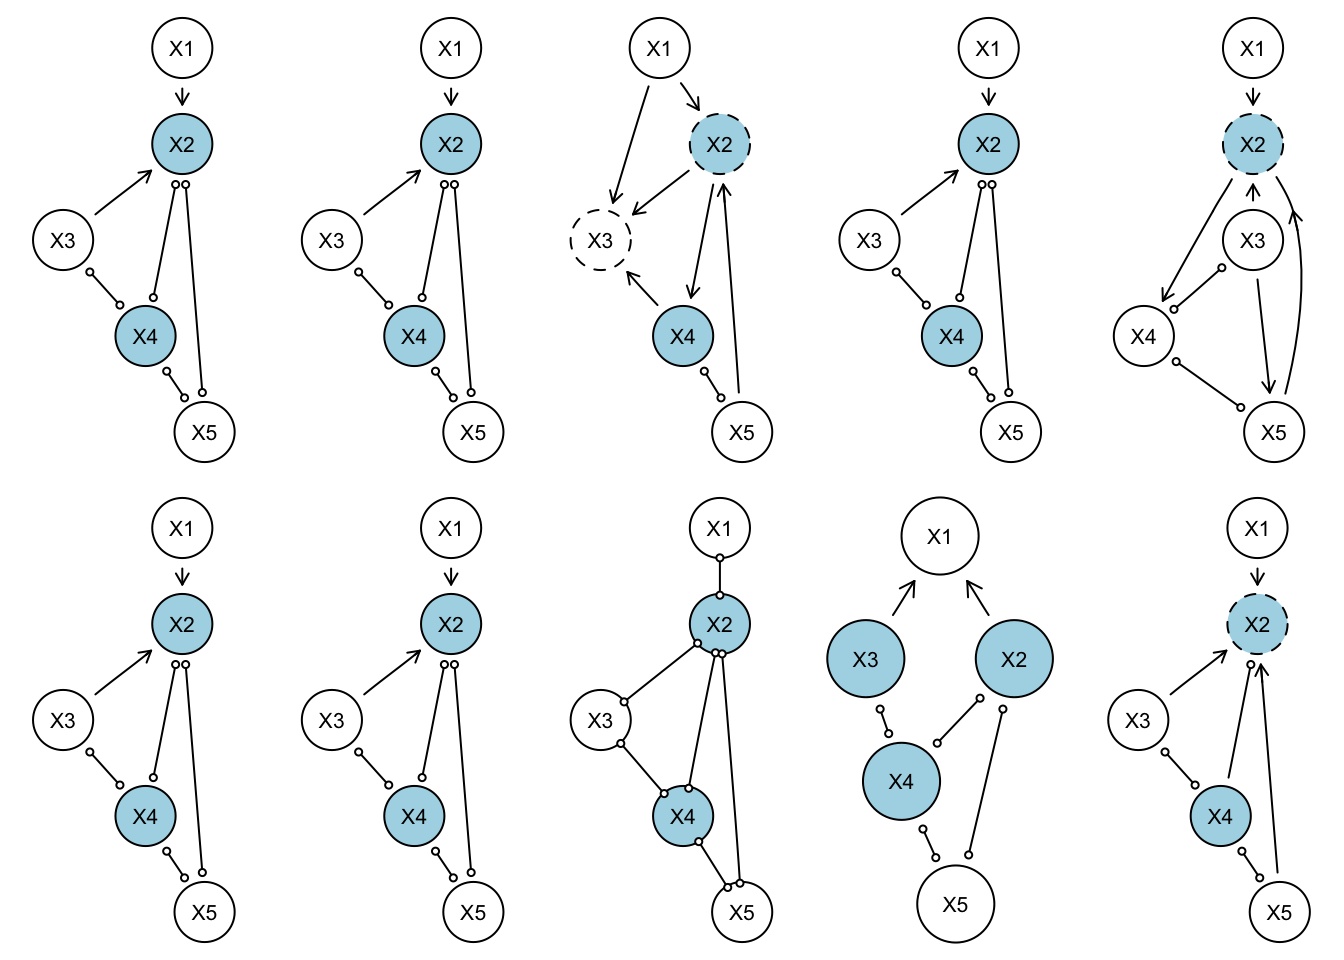 X1 X1 X1 X1 X1
X2 X2 X2 X2 X2
X3 X3 X3 X3 X3
X4 X4 X4 X4 X4
X5 X5 X5 X5 X5
X1 X1 X1 X1 X1
X2 X2 X2 X3 X2 X2
X3 X3 X3 X4 X3
X4 X4 X4 X5 X4
X5 X5 X5 X5